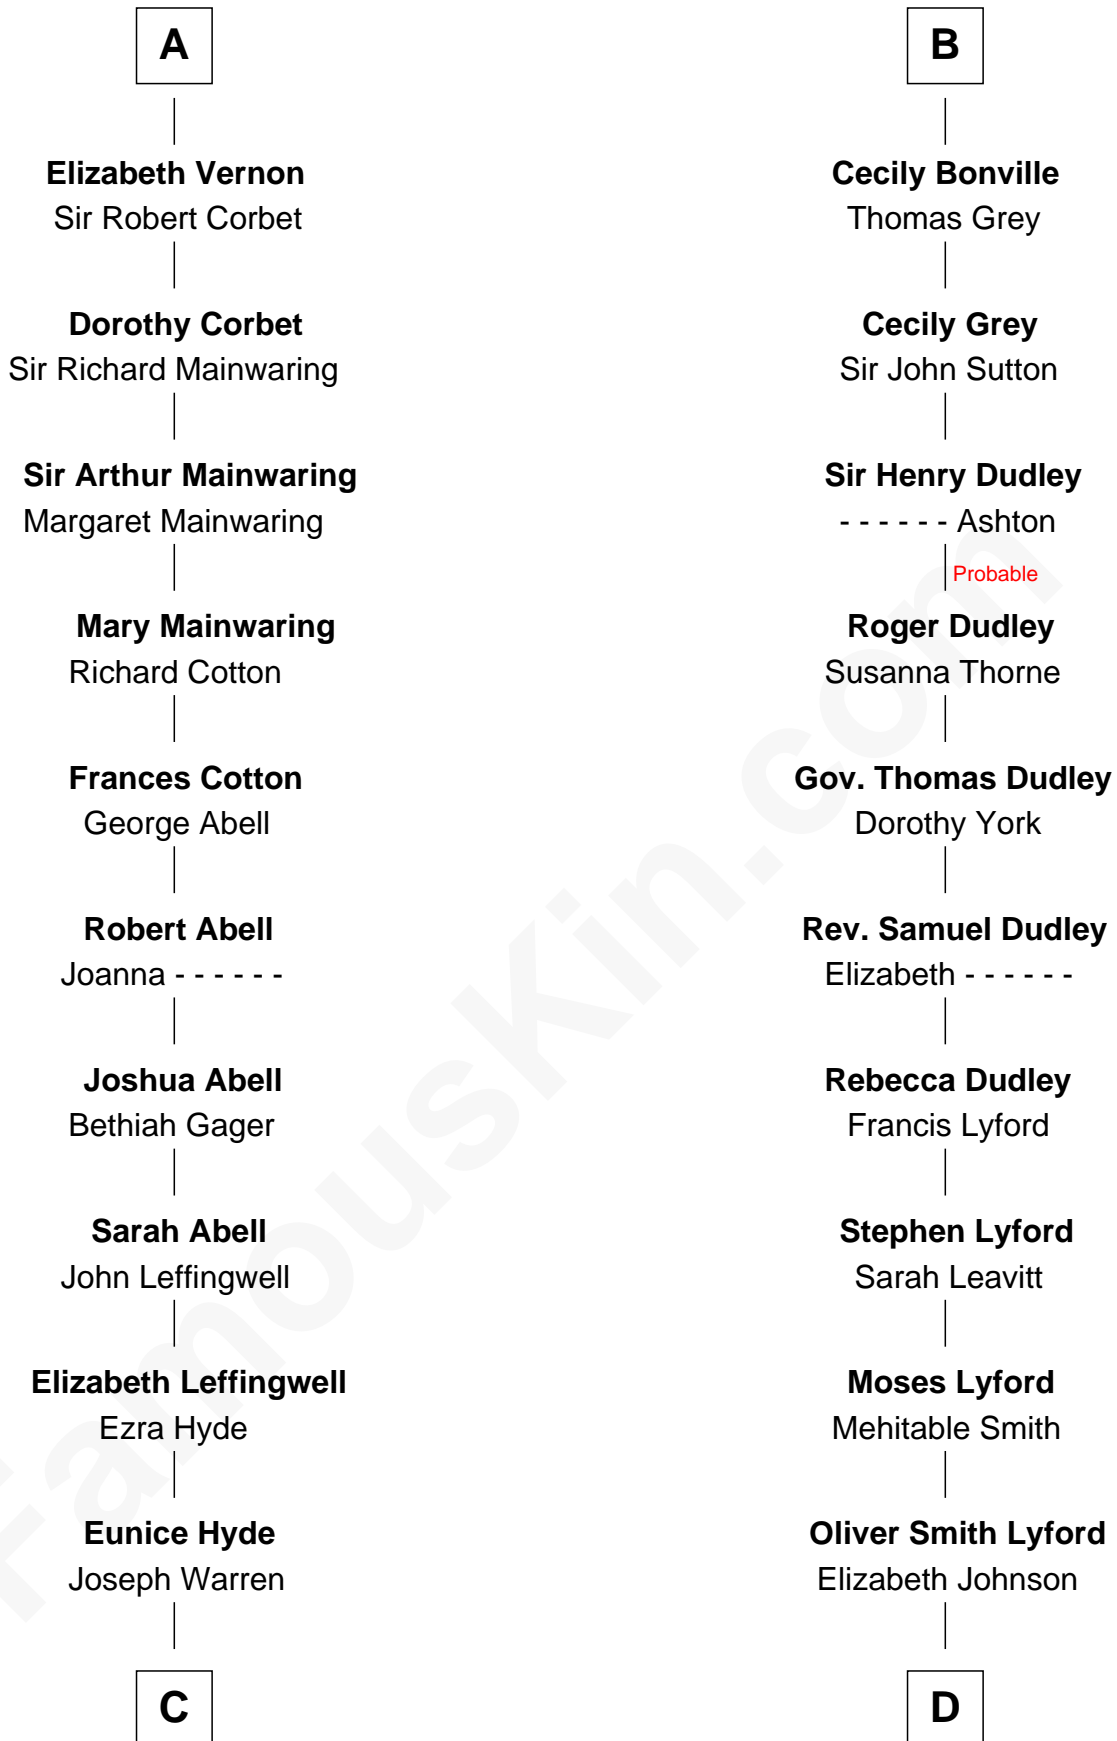 A
Elizabeth Vernon
Sir Robert Corbet
Dorothy Corbet
Sir Richard Mainwaring
Sir Arthur Mainwaring
Margaret Mainwaring
Mary Mainwaring
Richard Cotton
Frances Cotton
George Abell
Robert Abell
Joanna - - - - - -
Joshua Abell
Bethiah Gager
Sarah Abell
John Leffingwell
Elizabeth Leffingwell
Ezra Hyde
Eunice Hyde
Joseph Warren
C
B
Cecily Bonville
Thomas Grey
Cecily Grey
Sir John Sutton
Sir Henry Dudley
- - - - - - Ashton
Probable
Roger Dudley
Susanna Thorne
Gov. Thomas Dudley
Dorothy York
Rev. Samuel Dudley
Elizabeth - - - - - -
Rebecca Dudley
Francis Lyford
Stephen Lyford
Sarah Leavitt
Moses Lyford
Mehitable Smith
Oliver Smith Lyford
Elizabeth Johnson
D
FamousKin.com